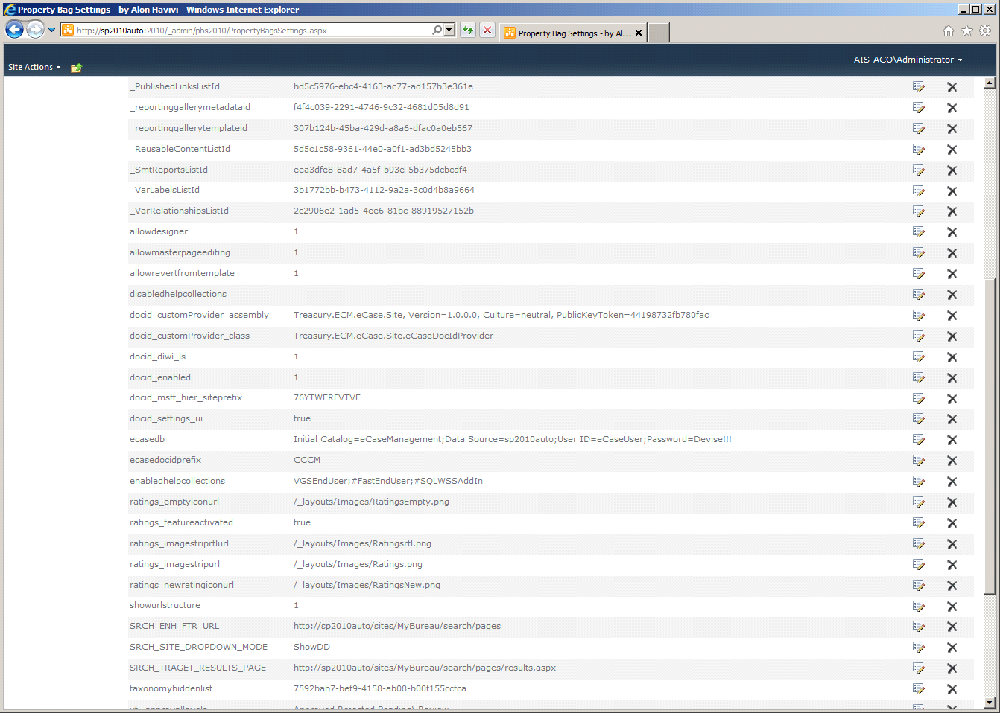 Property Bag Settings - by Alon Havivi - Windows Internet Explorer
http://sp2010auto:2010/_admin/pbs2010/PropertyBagsSettings.aspx
Property Bag Settings - by Al...
AIS-ACO\Administrator
Site Actions
_PublishedLinksListId bd5c5976-ebc4-4163-ac77-ad157b3e361e
_reportinggallerymetadataid f4f4c039-2291-4746-9c32-4681d05d8d91
_reportinggallerytemplateid 307b124b-45ba-429d-a8a6-dfac0a0eb567
_ReusableContentListId 5d5c1c58-9361-44e0-a0f1-ad3bd5245bb3
_SmtReportsListId eea3dfe8-8ad7-4a5f-b93e-5b375dcbcdf4
_VarLabelsListId 3b1772bb-b473-4112-9a2a-3c0d4b8a9664
_VarRelationshipsListId 2c2906e2-1ad5-4ee6-81bc-88919527152b
allowdesigner 1
allowmasterpageediting 1
allowrevertfromtemplate 1
disabledhelpcollections
docid_customProvider_assembly Treasury.ECM.eCase.Site, Version=1.0.0.0, Culture=neutral, PublicKeyToken=44198732fb780fac
docid_customProvider_class Treasury.ECM.eCase.Site.eCaseDocIdProvider
docid_diwi_ls 1
docid_enabled 1
docid_msft_hier_siteprefix 76YTWERFVTVE
docid_settings_ui true
ecasedb Initial Catalog=eCaseManagement;Data Source=sp2010auto;User ID=eCaseUser;Password=Devise!!!
ecasedocidprefix CCCM
enabledhelpcollections VGSEndUser;#FastEndUser;#SQLWSSAddIn
ratings_emptyiconurl /_layouts/Images/RatingsEmpty.png
ratings_featureactivated true
ratings_imagestriprtlurl /_layouts/Images/Ratingsrtl.png
ratings_imagestripurl /_layouts/Images/Ratings.png
ratings_newratingiconurl /_layouts/Images/RatingsNew.png
showurlstructure 1
SRCH_ENH_FTR_URL http://sp2010auto/sites/MyBureau/search/pages
SRCH_SITE_DROPDOWN_MODE ShowDD
SRCH_TRAGET_RESULTS_PAGE http://sp2010auto/sites/MyBureau/search/pages/results.aspx
taxonomyhiddenlist 7592bab7-bef9-4158-ab08-b00f155ccfca